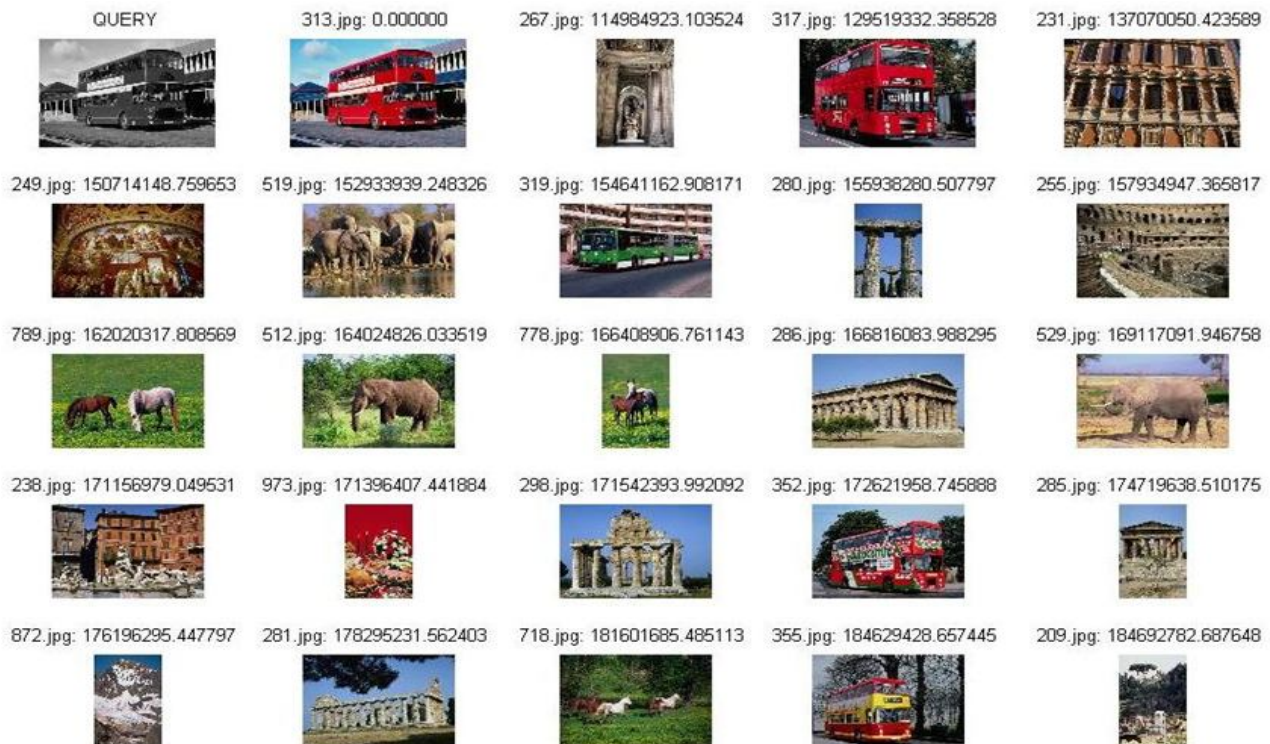 QUERY
313.jpg: 0.000000
267.jpg: 114984923.103524
317.jpg: 129519332.358528
231.jpg: 137070050.423589
249.jpg: 150714148.759653
519.jpg: 152933939.248326
319.jpg: 154641162.908171
280.jpg: 155938280.507797
255.jpg: 157934947.365817
789.jpg: 162020317.808569
512.jpg: 164024826.033519
778.jpg: 166408906.761143
286.jpg: 166816083.988295
529.jpg: 169117091.946758
238.jpg: 171156979.049531
973.jpg: 171396407.441884
298.jpg: 171542393.992092
352.jpg: 172621958.745888
285.jpg: 174719638.510175
872.jpg: 176196295.447797
281.jpg: 178295231.562403
718.jpg: 181601685.485113
355.jpg: 184629428.657445
209.jpg: 184692782.687648